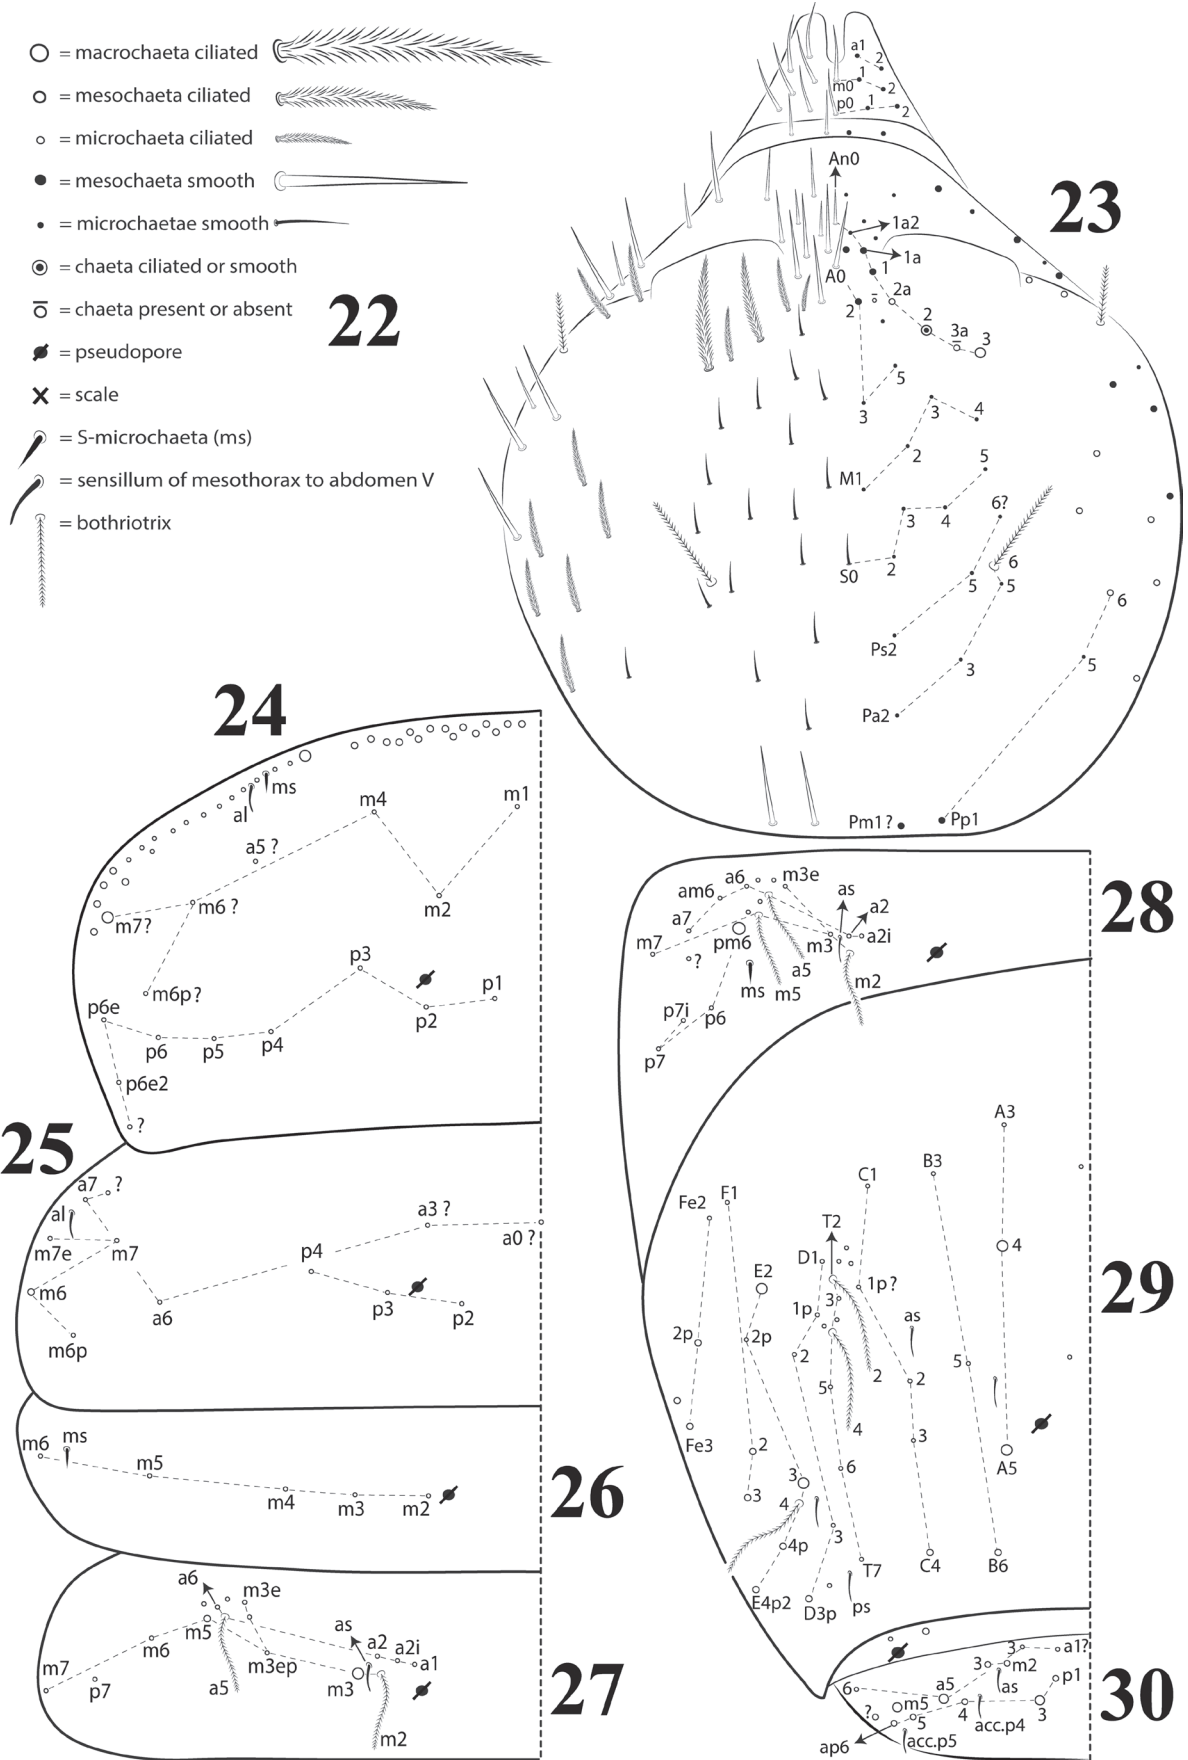 = macrochaeta ciliated
= mesochaeta ciliated
= microchaeta ciliated
= mesochaeta smooth
= microchaetae smooth
= chaeta ciliated or smooth
= chaeta present or absent
= pseudopore
= scale
= S-microchaeta (ms)
= sensillum of mesothorax to abdomen V
= bothriotrix
22
23
a1 2
m0 1 2
p0 1 2
An0
1a2
1a
A0 1
2a
2 2 3a 3
5
3 3 4
2 5
M1
3 4 6?
S0 2 6
5 5 6
Ps2
3 5
Pa2
Pm1? Pp1
24
ms
al
m4 m1
a5 ?
m6 ? m2
m7?
p3
m6p? p1
p6e p2
p6 p5 p4
p6e2
?
25
a7 ?
al a3 ?
m7e m7 p4 a0 ?
m6 a6 p3 p2
m6p
26
m6 ms
m5
m4 m3 m2
27
a6 m3e
as
m5 a2 a2i
m6 m3ep a1
m7 p7 a5 m3
m2
28
a6 m3e
am6 as
a2
a7
m7 pm6 m3 a2i
? a5
ms m5 m2
p7i p6
p7
29
A3
B3
C1
Fe2 F1
T2
D1
E2 4
1p? 3
1p as
2p 2p
2 5
2 5 2
4
Fe3 2 3
6 A5
3 3
4
4p 3
T7 C4 B6
E4p2 D3p ps
30
3 a1?
3 m2
6 a5 as p1
? m5 4 3
5 acc.p4
ap6 acc.p5